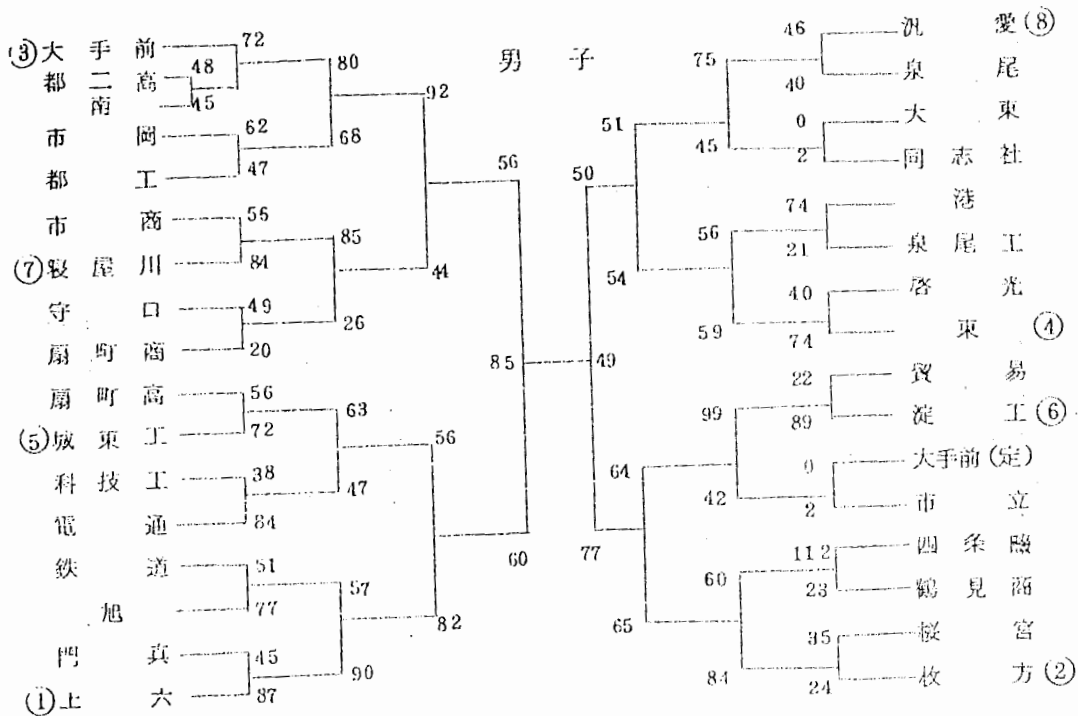 男子
③大手前 72
都二高 48
南 45
80
市岡 62
都工 47
68
92
市商 56
⑦寝屋川 84
85
守口 49
扇町商 20
26
44
56
扇町高 56
⑤城東工 72
63
科技工 38
電通 84
47
56
鉄道 51
旭 77
57
門真 45
①上六 87
90
82
60
85
49
46 汎愛⑧
40 泉尾
75
0 大東
2 同志社
45
51
74 港
21 泉尾工
56
40 啓光
74 東④
59
54
50
22 貿易
89 淀工⑥
99
0 大手前(定)
2 市立
42
64
112 四条畷
23 鶴見商
60
35 桜宮
24 枚方②
84
65
77